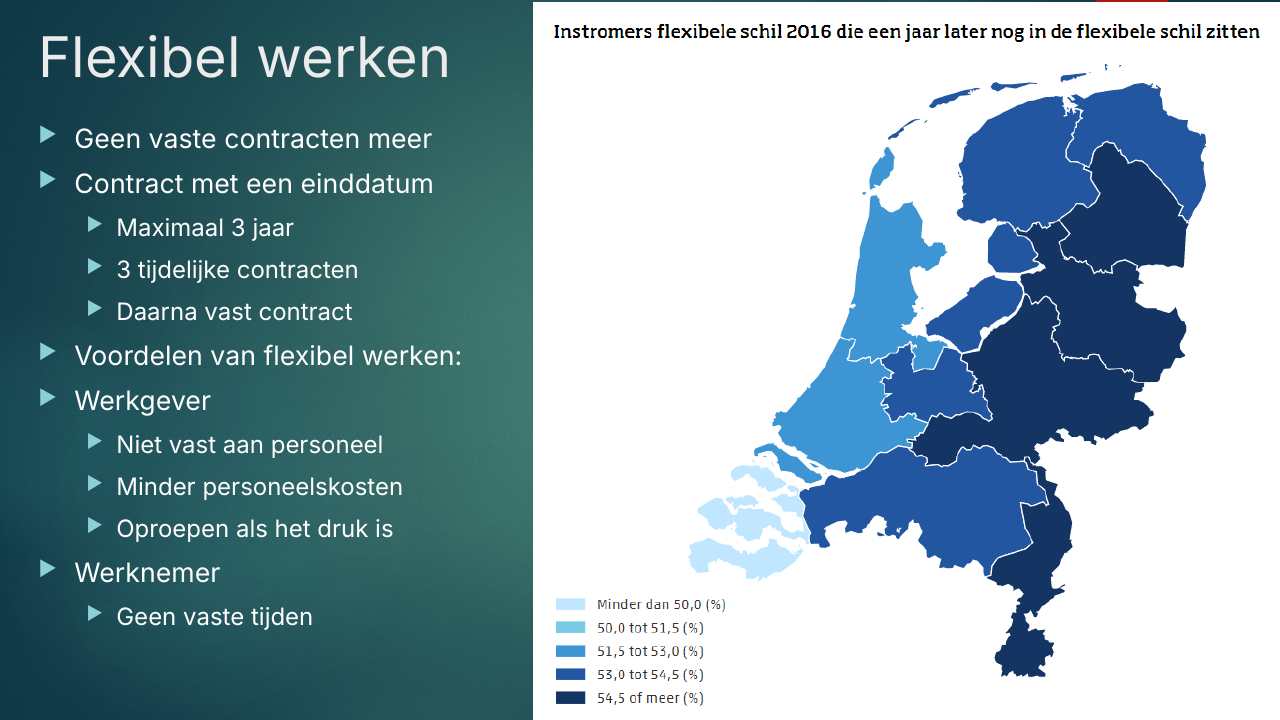 Flexibel werken
Geen vaste contracten meer
Contract met een einddatum
Maximaal 3 jaar
3 tijdelijke contracten
Daarna vast contract
Voordelen van flexibel werken:
Werkgever
Niet vast aan personeel
Minder personeelskosten
Oproepen als het druk is
Werknemer
Geen vaste tijden
Instromers flexibele schil 2016 die een jaar later nog in de flexibele schil zitten
Minder dan 50,0 (%)
50,0 tot 51,5 (%)
51,5 tot 53,0 (%)
53,0 tot 54,5 (%)
54,5 of meer (%)